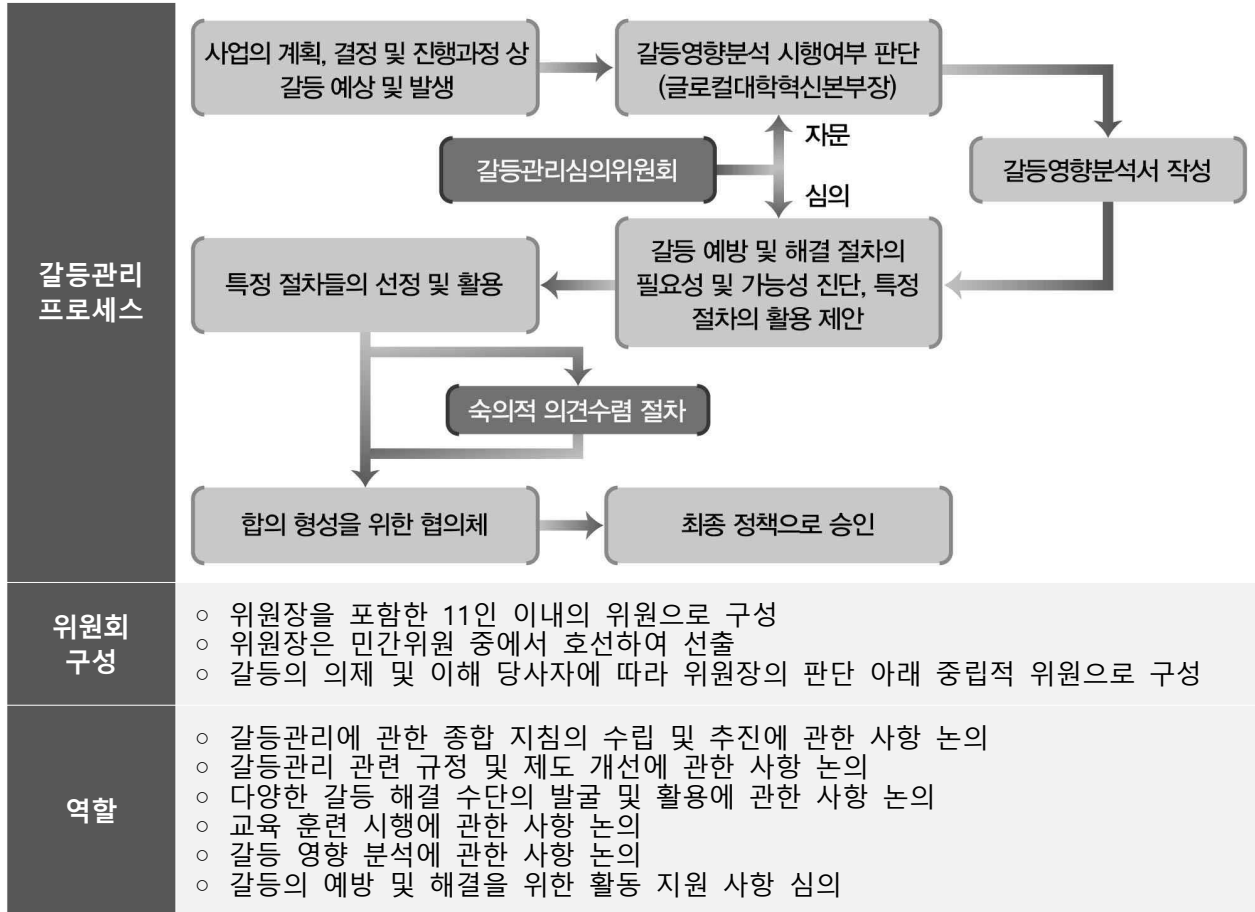 갈등관리
프로세스
사업의 계획, 결정 및 진행과정 상
갈등 예상 및 발생
갈등영향분석 시행여부 판단
(글로컬대학혁신본부장)
자문
갈등관리심의위원회
갈등영향분석서 작성
심의
갈등 예방 및 해결 절차의
필요성 및 가능성 진단, 특정
절차의 활용 제안
특정 절차들의 선정 및 활용
숙의적 의견수렴 절차
합의 형성을 위한 협의체
최종 정책으로 승인
위원회
구성
○ 위원장을 포함한 11인 이내의 위원으로 구성
○ 위원장은 민간위원 중에서 호선하여 선출
○ 갈등의 의제 및 이해 당사자에 따라 위원장의 판단 아래 중립적 위원으로 구성
역할
○ 갈등관리에 관한 종합 지침의 수립 및 추진에 관한 사항 논의
○ 갈등관리 관련 규정 및 제도 개선에 관한 사항 논의
○ 다양한 갈등 해결 수단의 발굴 및 활용에 관한 사항 논의
○ 교육 훈련 시행에 관한 사항 논의
○ 갈등 영향 분석에 관한 사항 논의
○ 갈등의 예방 및 해결을 위한 활동 지원 사항 심의